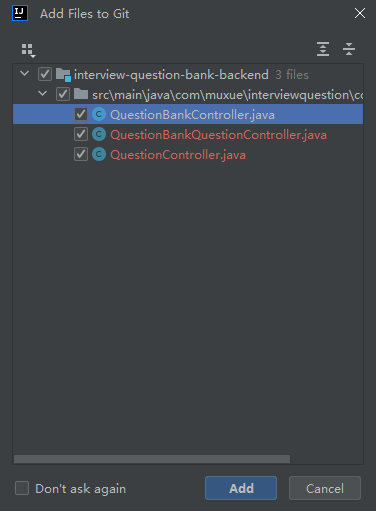 IJ Add Files to Git
interview-question-bank-backend 3 files
src\main\java\com\muxue\interviewquestion\co
C QuestionBankController.java
C QuestionBankQuestionController.java
C QuestionController.java
Don't ask again
Add
Cancel